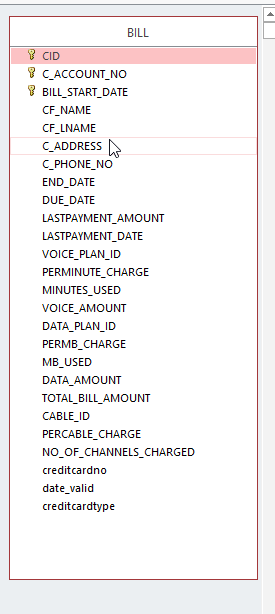 BILL
CID
C_ACCOUNT_NO
BILL_START_DATE
CF_NAME
CF_LNAME
C_ADDRESS
C_PHONE_NO
END_DATE
DUE_DATE
LASTPAYMENT_AMOUNT
LASTPAYMENT_DATE
VOICE_PLAN_ID
PERMINUTE_CHARGE
MINUTES_USED
VOICE_AMOUNT
DATA_PLAN_ID
PERMB_CHARGE
MB_USED
DATA_AMOUNT
TOTAL_BILL_AMOUNT
CABLE_ID
PERCABLE_CHARGE
NO_OF_CHANNELS_CHARGED
creditcardno
date_valid
creditcardtype